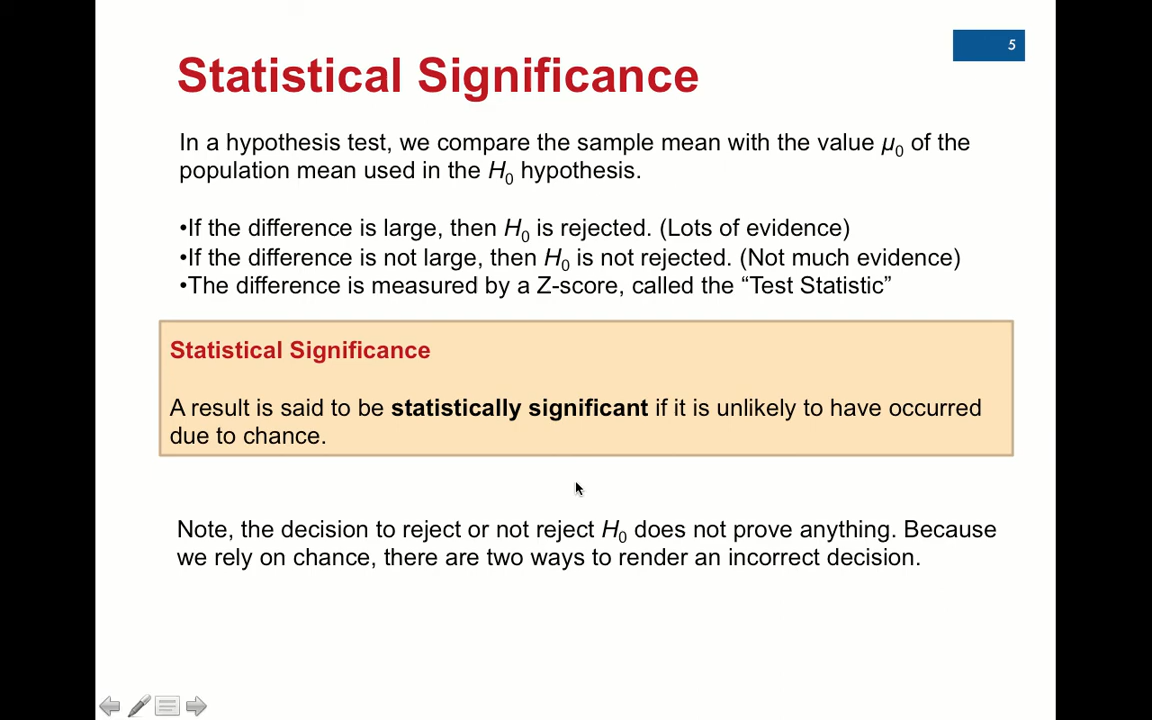 5
Statistical Significance
In a hypothesis test, we compare the sample mean with the value μ0 of the
population mean used in the H0 hypothesis.
•If the difference is large, then H0 is rejected. (Lots of evidence)
•If the difference is not large, then H0 is not rejected. (Not much evidence)
•The difference is measured by a Z-score, called the “Test Statistic”
Statistical Significance
A result is said to be statistically significant if it is unlikely to have occurred
due to chance.
Note, the decision to reject or not reject H0 does not prove anything. Because
we rely on chance, there are two ways to render an incorrect decision.